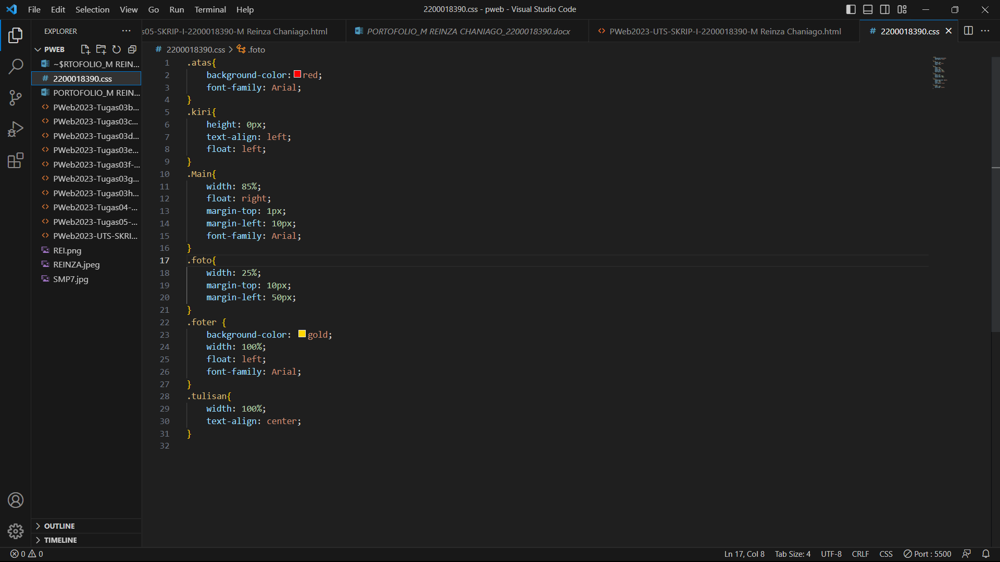 File Edit Selection View Go Run Terminal Help
2200018390.css - pweb - Visual Studio Code
EXPLORER
s05-SKRIP-I-2200018390-M Reinza Chaniago.html
PORTOFOLIO_M REINZA CHANIAGO_2200018390.docx
PWeb2023-UTS-SKRIP-I-2200018390-M Reinza Chaniago.html
2200018390.css
PWEB
~$RTOFOLIO_M REIN...
2200018390.css
PORTOFOLIO_M REIN...
PWeb2023-Tugas03b...
PWeb2023-Tugas03c...
PWeb2023-Tugas03d...
PWeb2023-Tugas03e...
PWeb2023-Tugas03f-...
PWeb2023-Tugas03g...
PWeb2023-Tugas03h...
PWeb2023-Tugas04-...
PWeb2023-Tugas05-...
PWeb2023-UTS-SKRI...
REI.png
REINZA.jpeg
SMP7.jpg
OUTLINE
TIMELINE
# 2200018390.css > .foto
1 .atas{
2     background-color: red;
3     font-family: Arial;
4 }
5 .kiri{
6     height: 0px;
7     text-align: left;
8     float: left;
9 }
10 .Main{
11     width: 85%;
12     float: right;
13     margin-top: 1px;
14     margin-left: 10px;
15     font-family: Arial;
16 }
17 .foto{
18     width: 25%;
19     margin-top: 10px;
20     margin-left: 50px;
21 }
22 .foter {
23     background-color: gold;
24     width: 100%;
25     float: left;
26     font-family: Arial;
27 }
28 .tulisan{
29     width: 100%;
30     text-align: center;
31 }
32
0 0
Ln 17, Col 8 Tab Size: 4 UTF-8 CRLF CSS Port : 5500